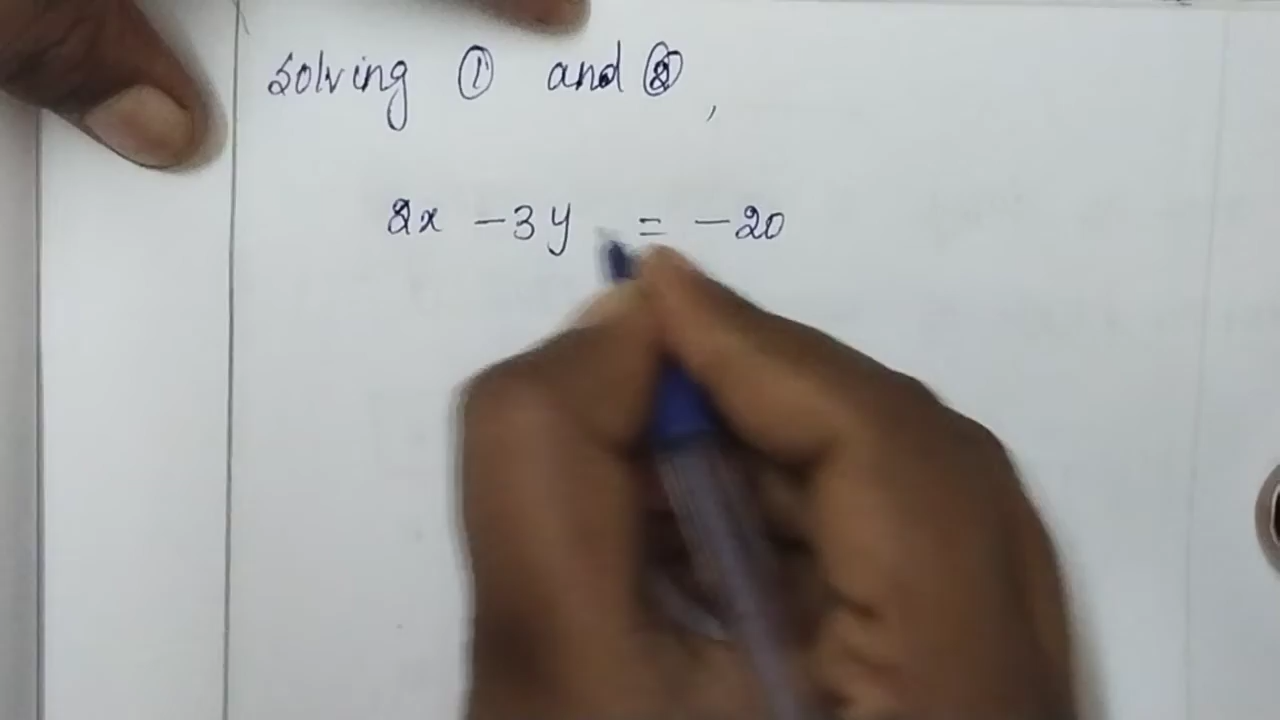 Solving ① and ②,
2x - 3y = -20